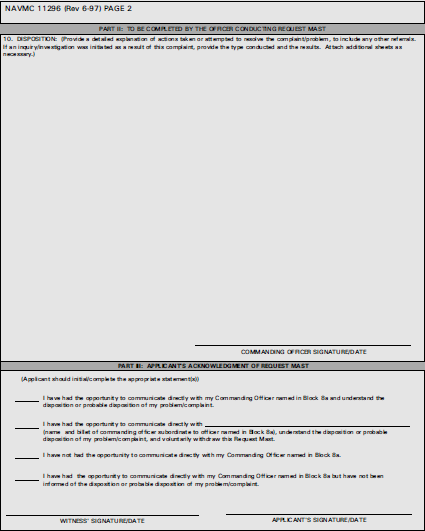 NAVMC 11296 (Rev 6-97) PAGE 2
PART II: TO BE COMPLETED BY THE OFFICER CONDUCTING REQUEST MAST
10. DISPOSITION: (Provide a detailed explanation of actions taken or attempted to resolve the complaint/problem, to include any other referrals.
If an inquiry/investigation was initiated as a result of this complaint, provide the type conducted and the results. Attach additional sheets as
necessary.)
COMMANDING OFFICER SIGNATURE/DATE
PART III: APPLICANT'S ACKNOWLEDGMENT OF REQUEST MAST
(Applicant should initial/complete the appropriate statement(s))
I have had the opportunity to communicate directly with my Commanding Officer named in Block 8a and understand the
disposition or probable disposition of my problem/complaint.
I have had the opportunity to communicate directly with
(name and billet of commanding officer subordinate to officer named in Block 8a), understand the disposition or probable
disposition of my problem/complaint, and voluntarily withdraw this Request Mast.
I have not had the opportunity to communicate directly with my Commanding Officer named in Block 8a.
I have had the opportunity to communicate directly with my Commanding Officer named in Block 8a but have not been
informed of the disposition or probable disposition of my problem/complaint.
WITNESS' SIGNATURE/DATE
APPLICANT'S SIGNATURE/DATE